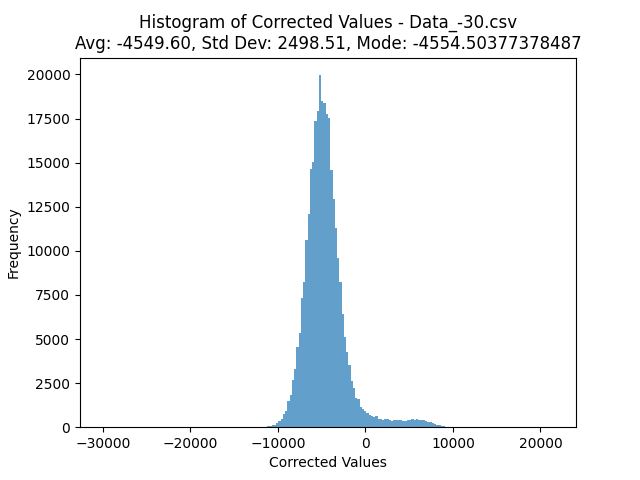 Histogram of Corrected Values - Data_-30.csv
Avg: -4549.60, Std Dev: 2498.51, Mode: -4554.50377378487
20000
17500
15000
12500
10000
7500
5000
2500
0
Frequency
−30000 −20000 −10000 0 10000 20000
Corrected Values